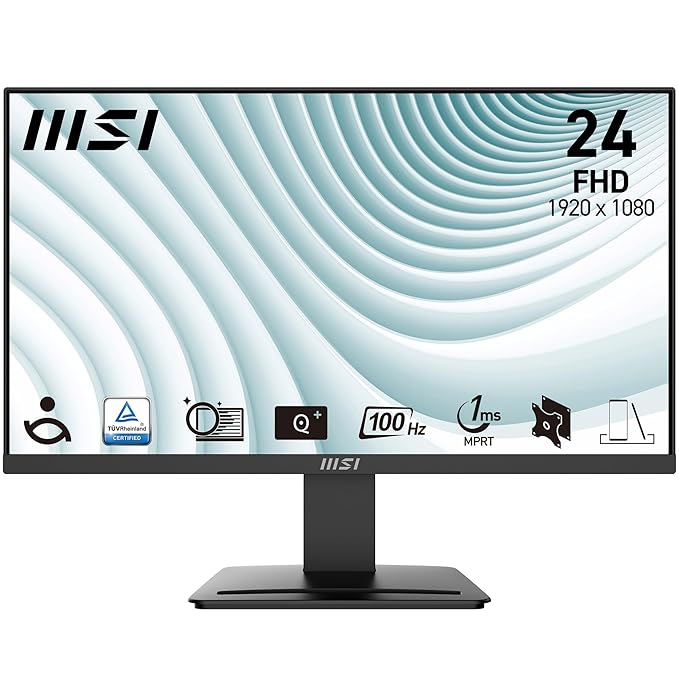 MSI
24
FHD
1920 x 1080
TÜVRheinland
CERTIFIED
Q+
100 Hz
1ms
MPRT
MSI